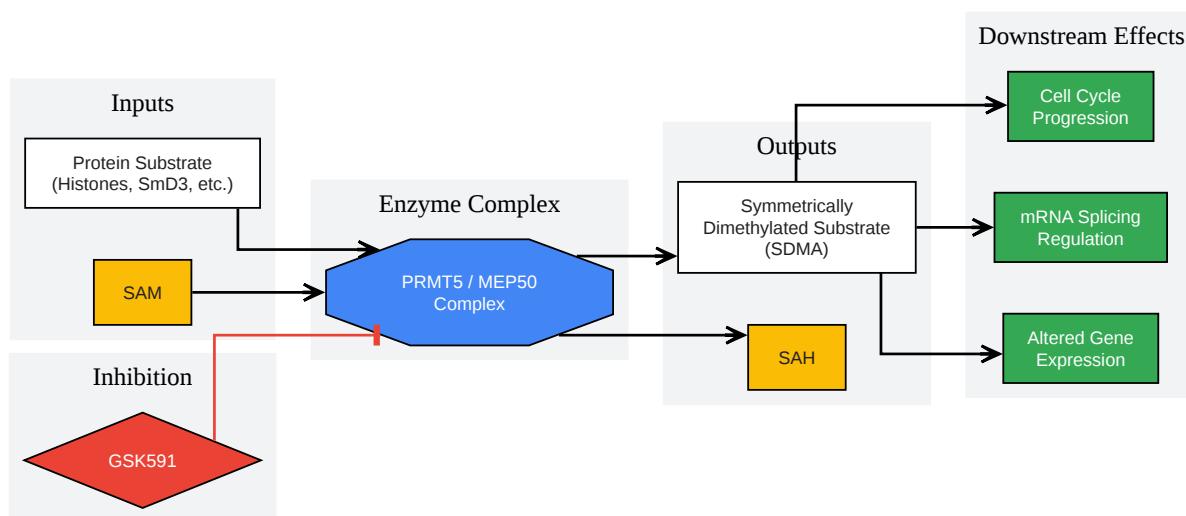 Inputs
Protein Substrate
(Histones, SmD3, etc.)
SAM
Inhibition
GSK591
Enzyme Complex
PRMT5 / MEP50
Complex
Outputs
Symmetrically
Dimethylated Substrate
(SDMA)
SAH
Downstream Effects
Cell Cycle
Progression
mRNA Splicing
Regulation
Altered Gene
Expression